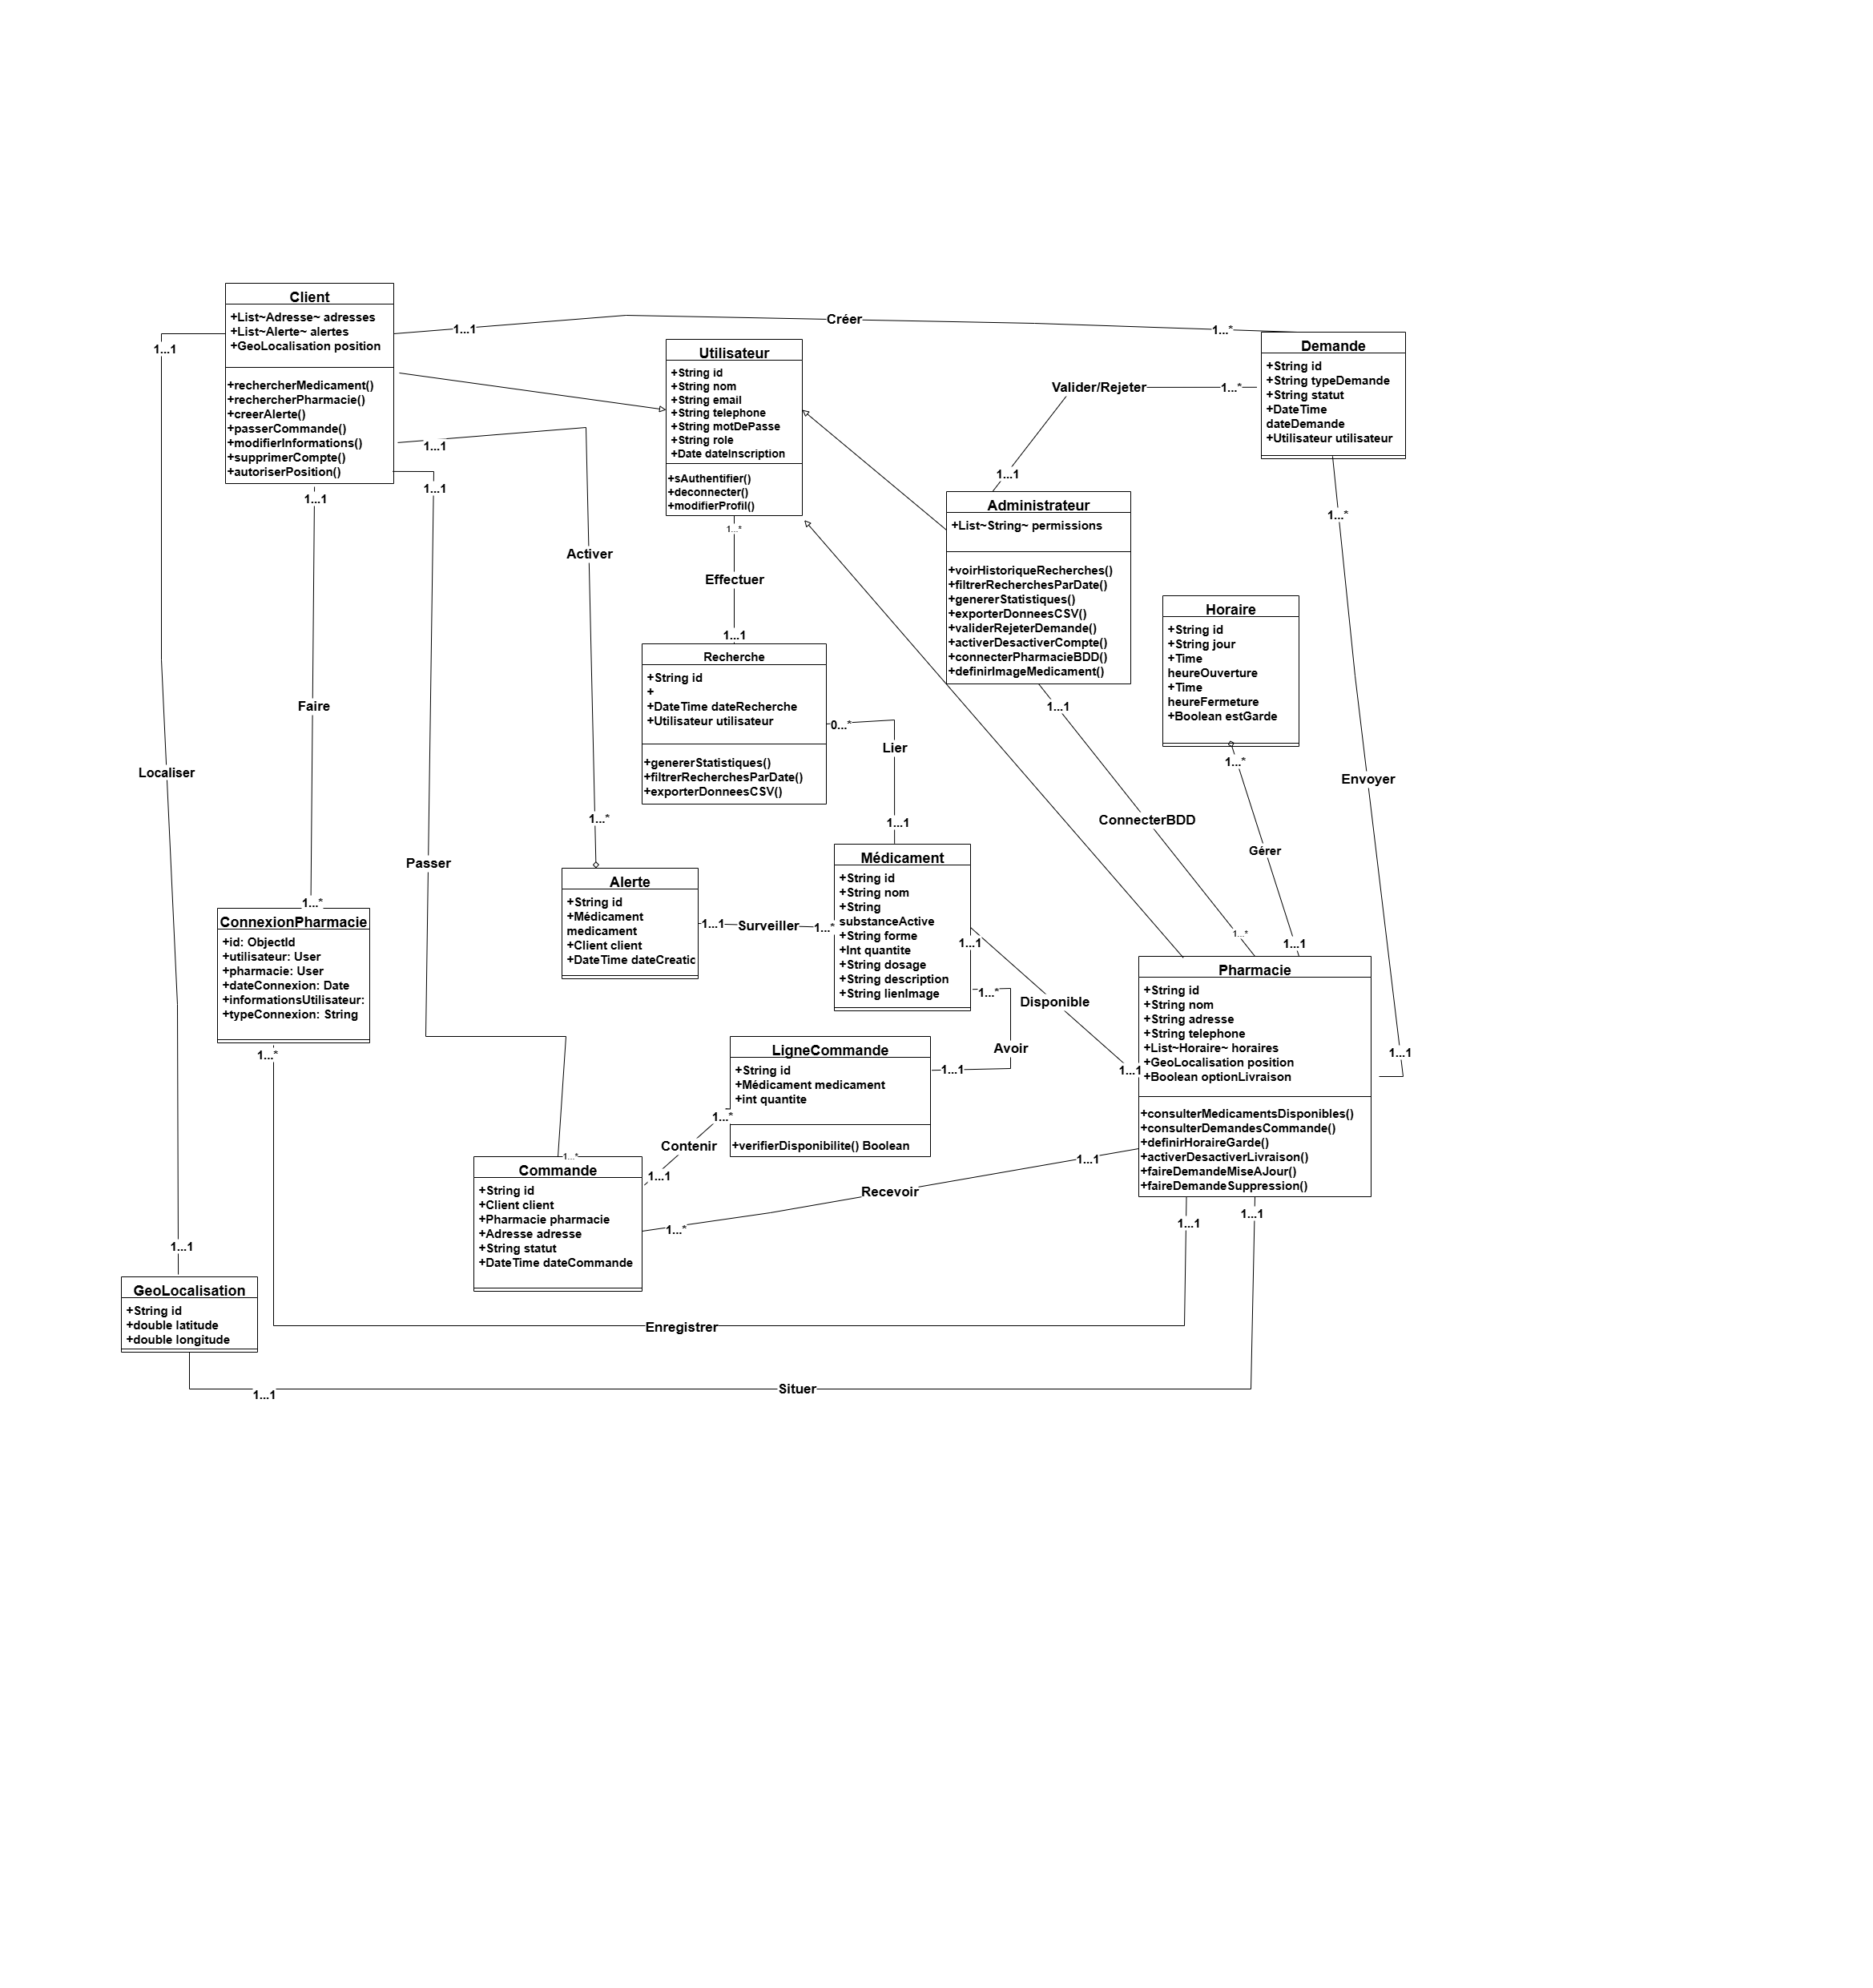 Client
+List~Adresse~ adresses
+List~Alerte~ alertes
+GeoLocalisation position
+rechercherMedicament()
+rechercherPharmacie()
+creerAlerte()
+passerCommande()
+modifierInformations()
+supprimerCompte()
+autoriserPosition()
1...1
Créer
1...*
1...1
Utilisateur
+String id
+String nom
+String email
+String telephone
+String motDePasse
+String role
+Date dateInscription
+sAuthentifier()
+deconnecter()
+modifierProfil()
Demande
+String id
+String typeDemande
+String statut
+DateTime
dateDemande
+Utilisateur utilisateur
Valider/Rejeter
1...*
1...1
1...1
1...1
1...1
1...*
1...*
Administrateur
+List~String~ permissions
+voirHistoriqueRecherches()
+filtrerRecherchesParDate()
+genererStatistiques()
+exporterDonneesCSV()
+validerRejeterDemande()
+activerDesactiverCompte()
+connecterPharmacieBDD()
+definirImageMedicament()
Activer
Effectuer
1...1
Horaire
+String id
+String jour
+Time
heureOuverture
+Time
heureFermeture
+Boolean estGarde
Recherche
+String id
+
+DateTime dateRecherche
+Utilisateur utilisateur
+genererStatistiques()
+filtrerRecherchesParDate()
+exporterDonneesCSV()
Faire
1...1
0...*
Lier
1...*
Localiser
Envoyer
1...*
1...1
ConnecterBDD
Gérer
Passer
1...*
Médicament
+String id
+String nom
+String
substanceActive
+String forme
+Int quantite
+String dosage
+String description
+String lienImage
Alerte
+String id
+Médicament
medicament
+Client client
+DateTime dateCreatic
1...1
Surveiller
1...*
1...1
1...*
1...1
ConnexionPharmacie
+id: ObjectId
+utilisateur: User
+pharmacie: User
+dateConnexion: Date
+informationsUtilisateur:
+typeConnexion: String
1...*
Pharmacie
+String id
+String nom
+String adresse
+String telephone
+List~Horaire~ horaires
+GeoLocalisation position
+Boolean optionLivraison
+consulterMedicamentsDisponibles()
+consulterDemandesCommande()
+definirHoraireGarde()
+activerDesactiverLivraison()
+faireDemandeMiseAJour()
+faireDemandeSuppression()
1...*
Disponible
Avoir
1...1
1...1
1...1
LigneCommande
+String id
+Médicament medicament
+int quantite
+verifierDisponibilite() Boolean
1...*
Contenir
1...1
1...*
Commande
+String id
+Client client
+Pharmacie pharmacie
+Adresse adresse
+String statut
+DateTime dateCommande
1...1
Recevoir
1...*
1...1
1...1
1...1
GeoLocalisation
+String id
+double latitude
+double longitude
Enregistrer
1...1
Situer